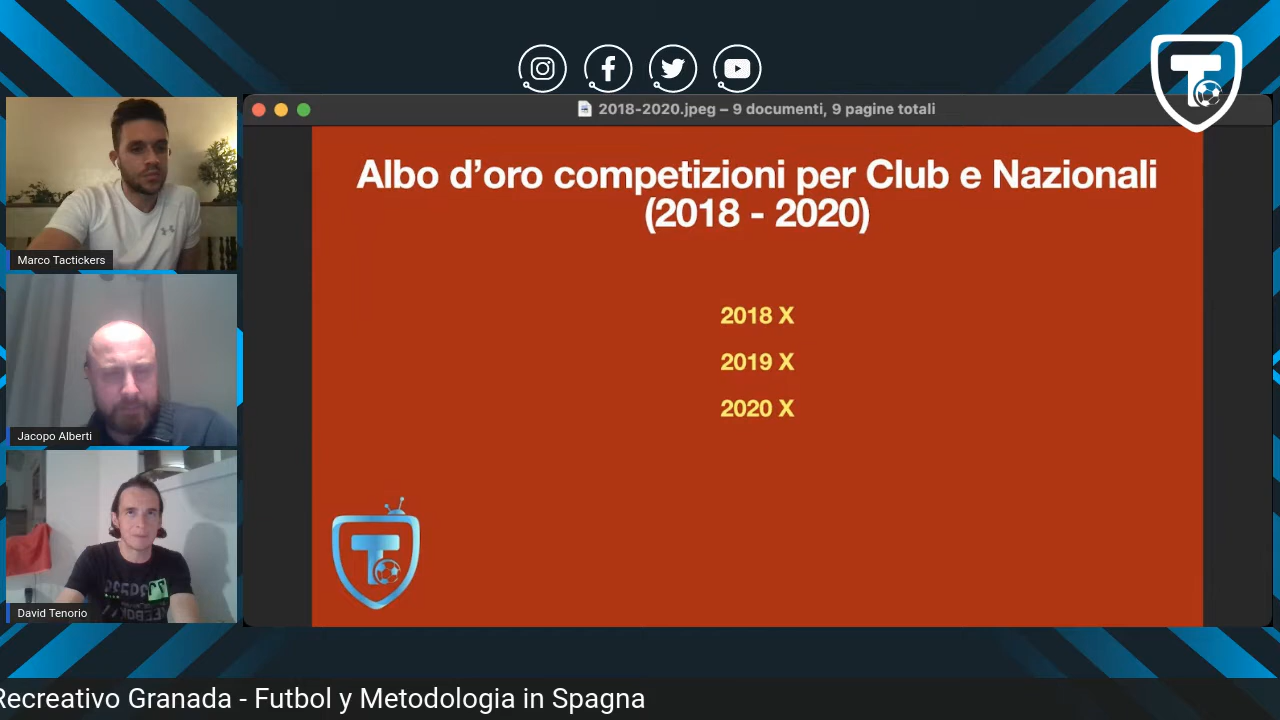 2018-2020.jpeg – 9 documenti, 9 pagine totali
Albo d’oro competizioni per Club e Nazionali
(2018 - 2020)
2018 X
2019 X
2020 X
T
T
Marco Tactickers
Jacopo Alberti
David Tenorio
Recreativo Granada - Futbol y Metodologia in Spagna